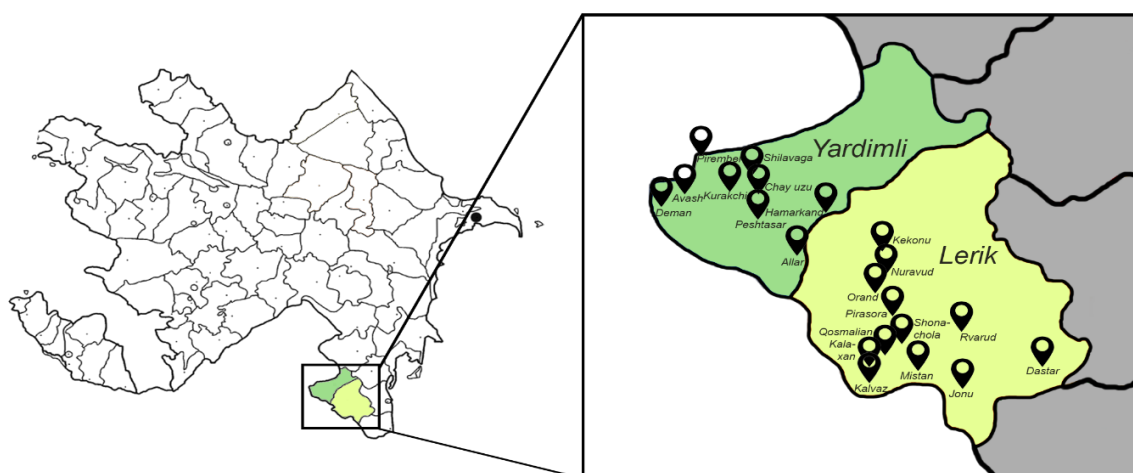 Yardimli
Pirembel
Shilavaga
Kurakchi
Chay uzu
Avash
Deman
Hamarkand
Peshtasar
Allar
Kekonu
Lerik
Nuravud
Orand
Pirasora
Shona-
chola
Rvarud
Qosmalian
Kala-
xan
Kalvaz
Mistan
Jonu
Dastar